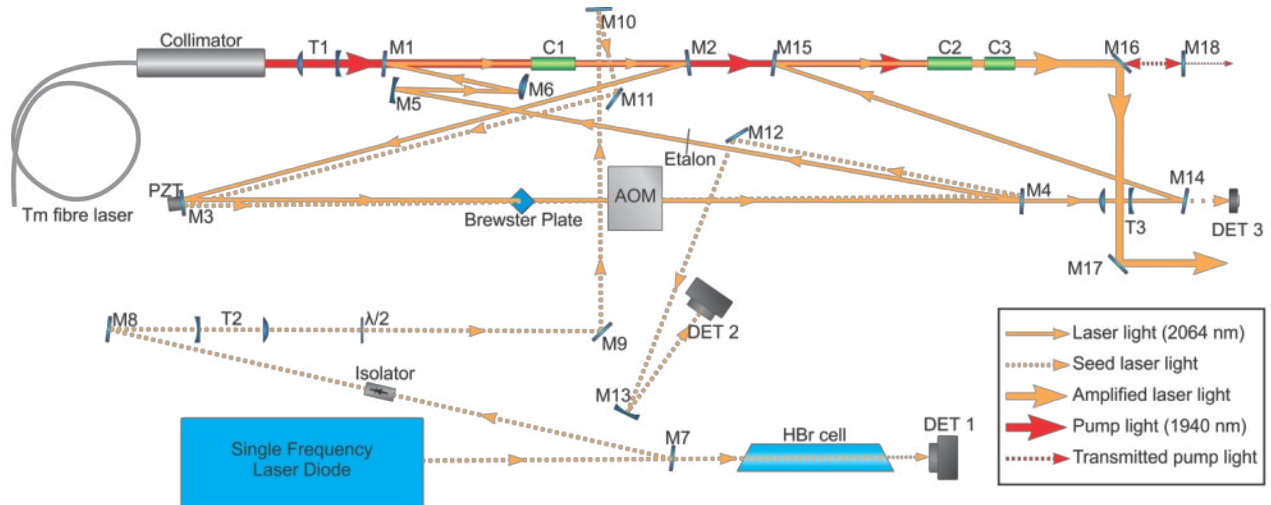 M10
Collimator
T1
M1
C1
M2
M15
C2
C3
M16
M18
M5
M6
M11
M12
Etalon
PZT
M3
Tm fibre laser
Brewster Plate
AOM
M4
T3
M14
DET 3
M17
M8
T2
λ/2
M9
DET 2
Isolator
M13
Single Frequency
Laser Diode
M7
HBr cell
DET 1
Laser light (2064 nm)
Seed laser light
Amplified laser light
Pump light (1940 nm)
Transmitted pump light